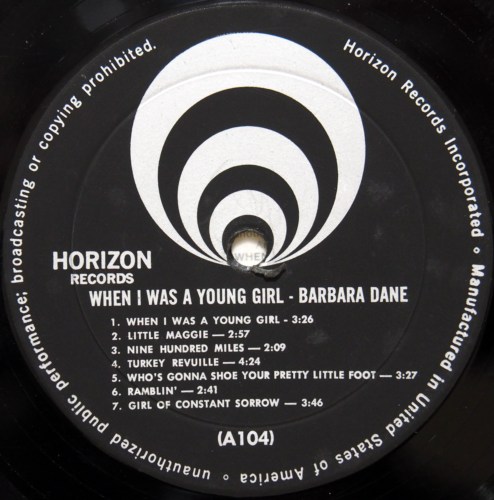 unauthorized public performance; broadcasting or copying prohibited.
Horizon Records Incorporated ◦ Manufactured in United States of America ◦
WHEN
HORIZON
RECORDS
WHEN I WAS A YOUNG GIRL - BARBARA DANE
1. WHEN I WAS A YOUNG GIRL - 3:26
2. LITTLE MAGGIE — 2:57
3. NINE HUNDRED MILES — 2:09
4. TURKEY REVUILLE — 4:24
5. WHO'S GONNA SHOE YOUR PRETTY LITTLE FOOT — 3:27
6. RAMBLIN' — 2:41
7. GIRL OF CONSTANT SORROW — 3:46
(A104)